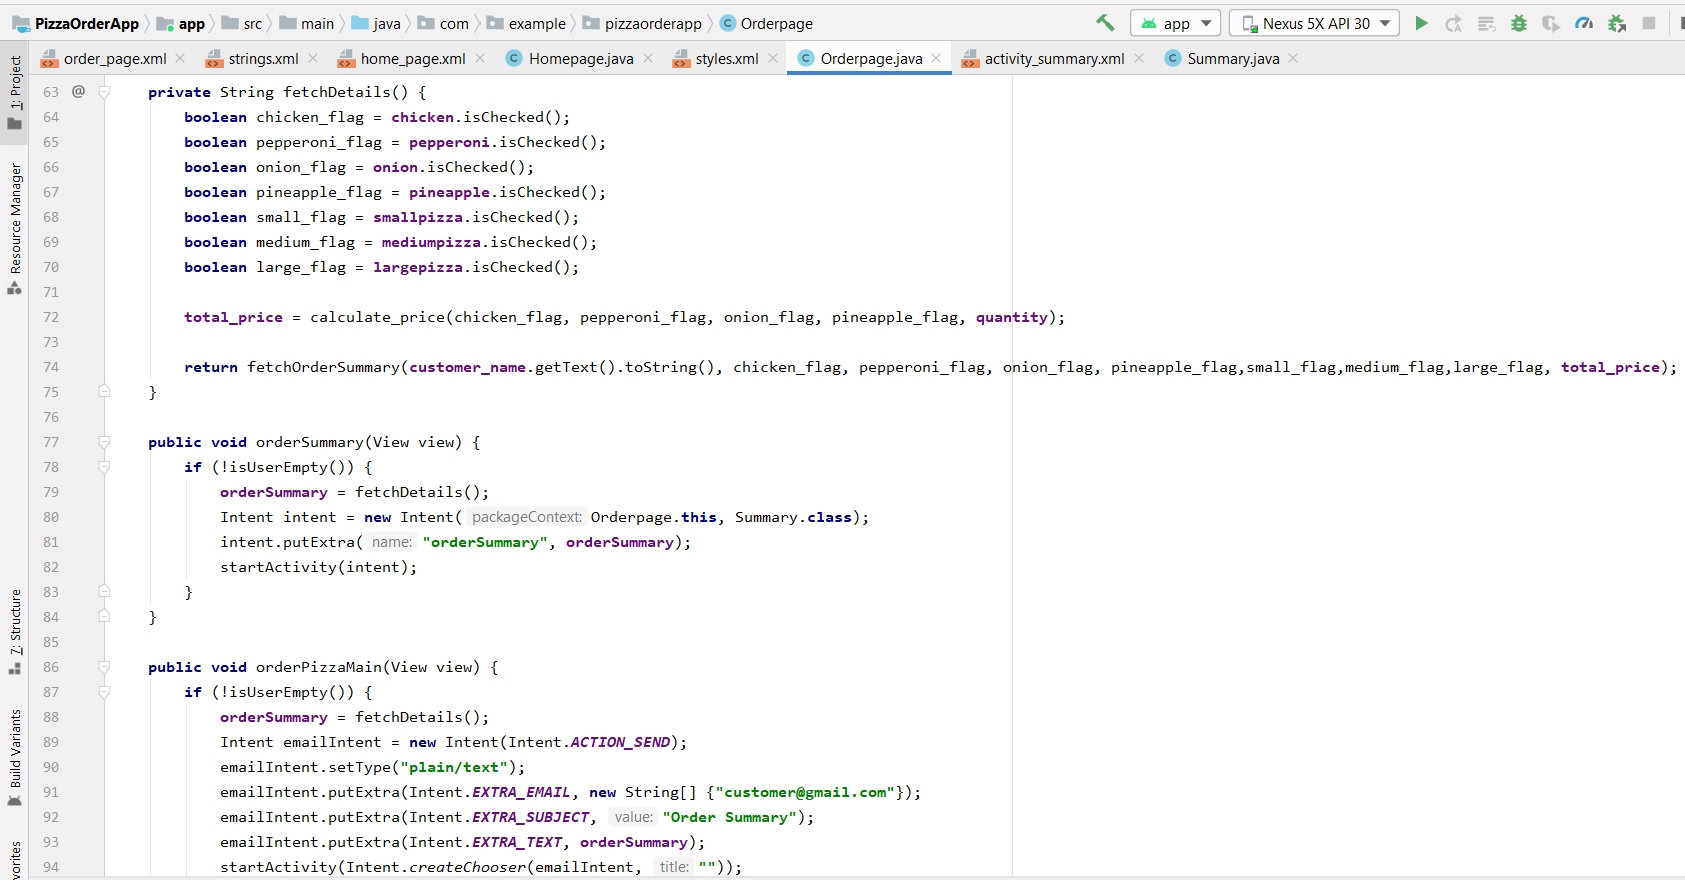 PizzaOrderApp app src main java com example pizzaorderapp Orderpage app Nexus 5X API 30
order_page.xml strings.xml home_page.xml Homepage.java styles.xml Orderpage.java activity_summary.xml Summary.java
1: Project
Resource Manager
7: Structure
Build Variants
vorites
63 @ private String fetchDetails() {
64 boolean chicken_flag = chicken.isChecked();
65 boolean pepperoni_flag = pepperoni.isChecked();
66 boolean onion_flag = onion.isChecked();
67 boolean pineapple_flag = pineapple.isChecked();
68 boolean small_flag = smallpizza.isChecked();
69 boolean medium_flag = mediumpizza.isChecked();
70 boolean large_flag = largepizza.isChecked();
71
72 total_price = calculate_price(chicken_flag, pepperoni_flag, onion_flag, pineapple_flag, quantity);
73
74 return fetchOrderSummary(customer_name.getText().toString(), chicken_flag, pepperoni_flag, onion_flag, pineapple_flag,small_flag,medium_flag,large_flag, total_price);
75 }
76
77 public void orderSummary(View view) {
78 if (!isUserEmpty()) {
79 orderSummary = fetchDetails();
80 Intent intent = new Intent( packageContext: Orderpage.this, Summary.class);
81 intent.putExtra( name: "orderSummary", orderSummary);
82 startActivity(intent);
83 }
84 }
85
86 public void orderPizzaMain(View view) {
87 if (!isUserEmpty()) {
88 orderSummary = fetchDetails();
89 Intent emailIntent = new Intent(Intent.ACTION_SEND);
90 emailIntent.setType("plain/text");
91 emailIntent.putExtra(Intent.EXTRA_EMAIL, new String[] {"customer@gmail.com"});
92 emailIntent.putExtra(Intent.EXTRA_SUBJECT, value: "Order Summary");
93 emailIntent.putExtra(Intent.EXTRA_TEXT, orderSummary);
94 startActivity(Intent.createChooser(emailIntent, title: ""));